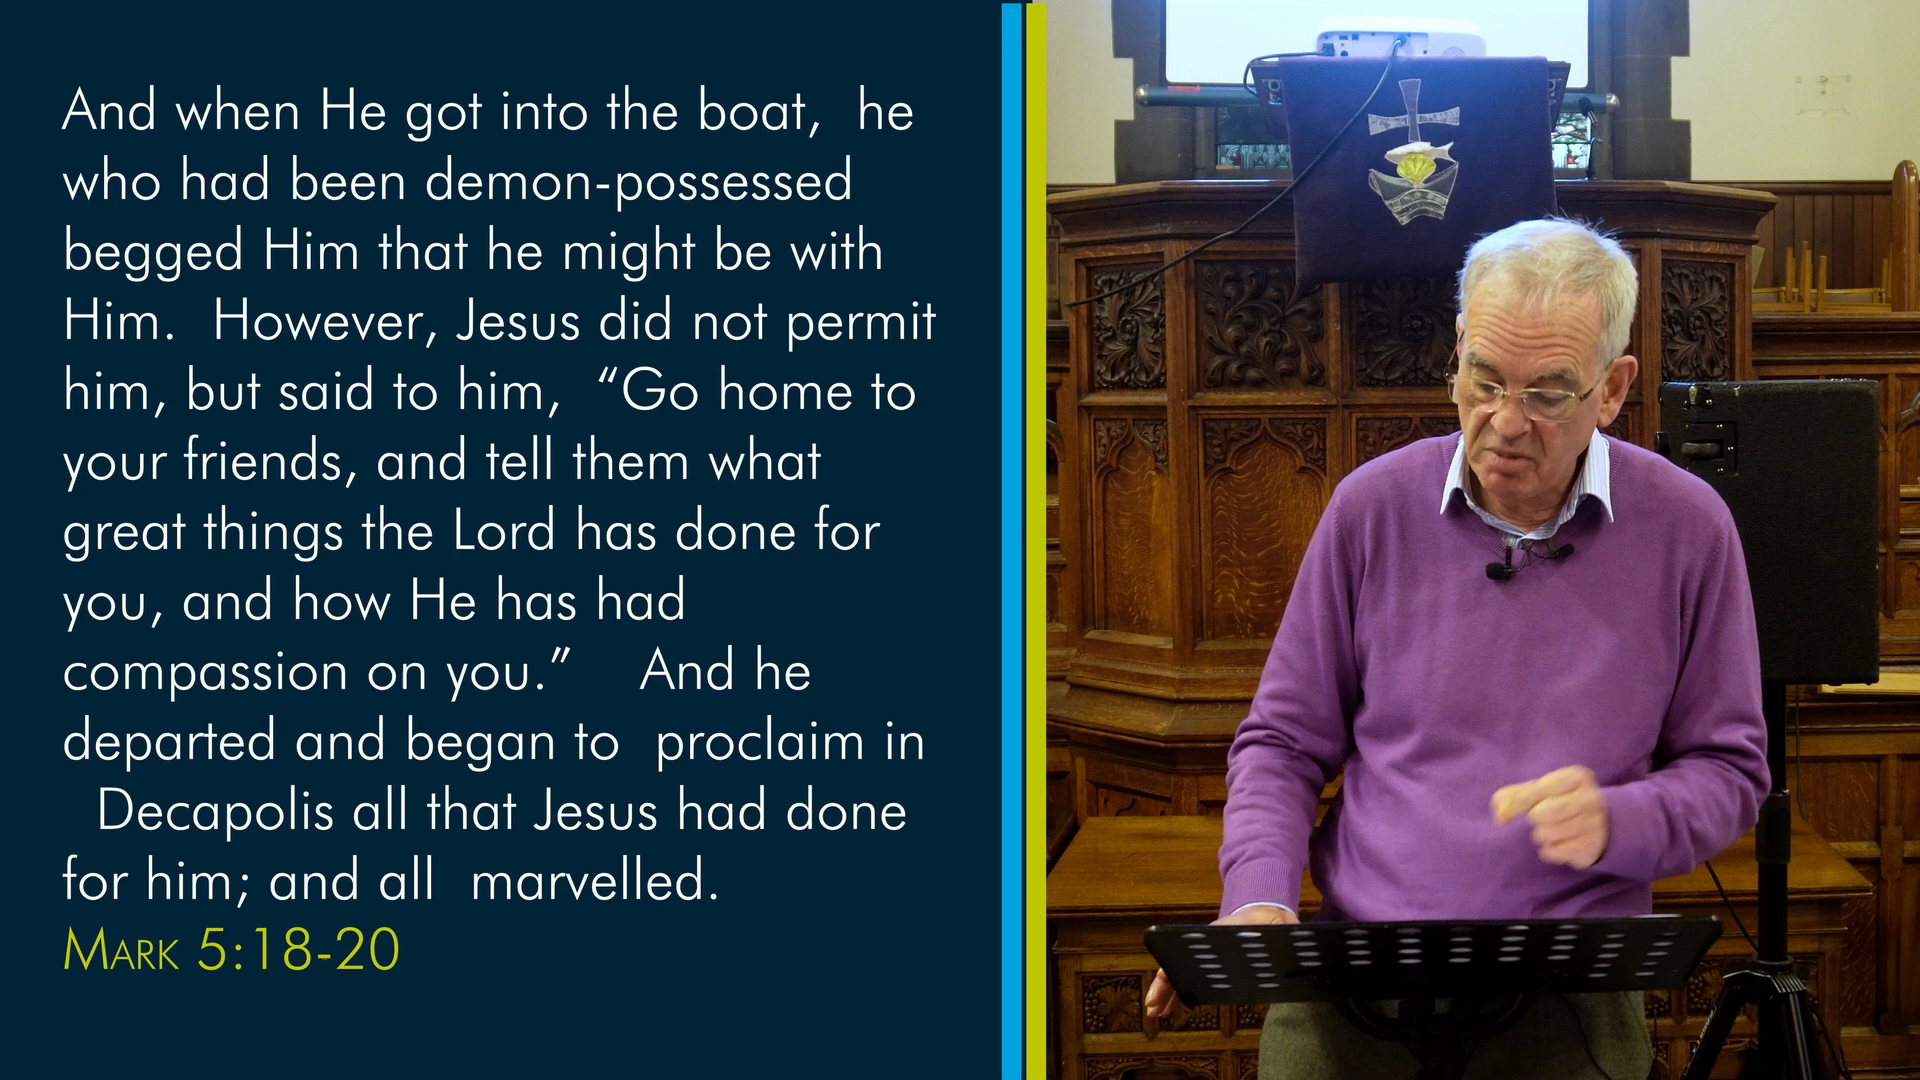 And when He got into the boat, he
who had been demon-possessed
begged Him that he might be with
Him. However, Jesus did not permit
him, but said to him, “Go home to
your friends, and tell them what
great things the Lord has done for
you, and how He has had
compassion on you.” And he
departed and began to proclaim in
Decapolis all that Jesus had done
for him; and all marvelled.
Mark 5:18-20